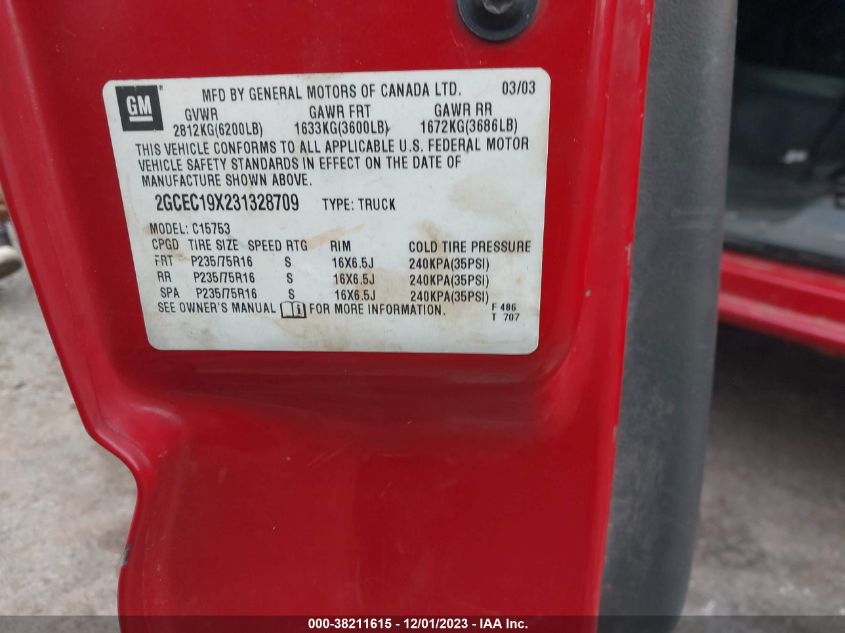 GM
MFD BY GENERAL MOTORS OF CANADA LTD. 03/03
GVWR GAWR FRT GAWR RR
2812KG(6200LB) 1633KG(3600LB) 1672KG(3686LB)
THIS VEHICLE CONFORMS TO ALL APPLICABLE U.S. FEDERAL MOTOR
VEHICLE SAFETY STANDARDS IN EFFECT ON THE DATE OF
MANUFACTURE SHOWN ABOVE.
2GCEC19X231328709 TYPE: TRUCK
MODEL: C15753
CPGD TIRE SIZE SPEED RTG RIM COLD TIRE PRESSURE
FRT P235/75R16 S 16X6.5J 240KPA(35PSI)
RR P235/75R16 S 16X6.5J 240KPA(35PSI)
SPA P235/75R16 S 16X6.5J 240KPA(35PSI)
SEE OWNER'S MANUAL i FOR MORE INFORMATION. F 486
T 707
000-38211615 - 12/01/2023 - IAA Inc.